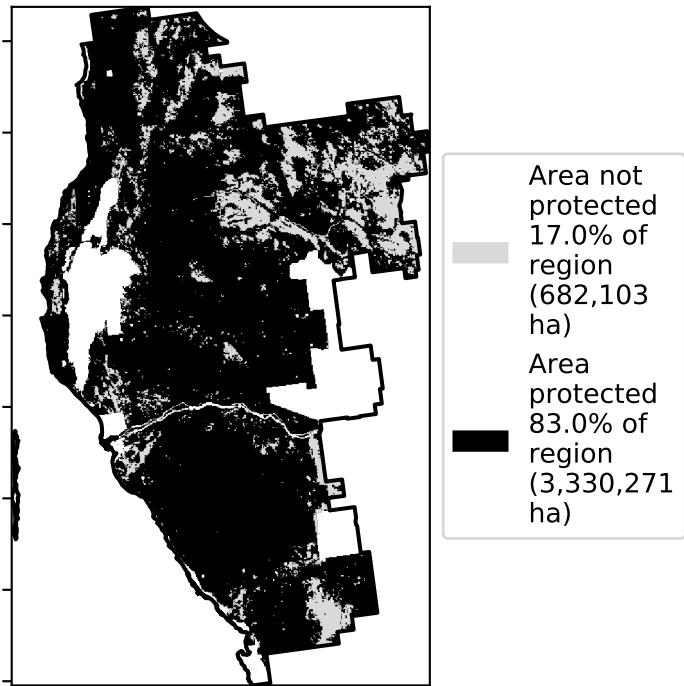 Area not
protected
17.0% of
region
(682,103
ha)
Area
protected
83.0% of
region
(3,330,271
ha)